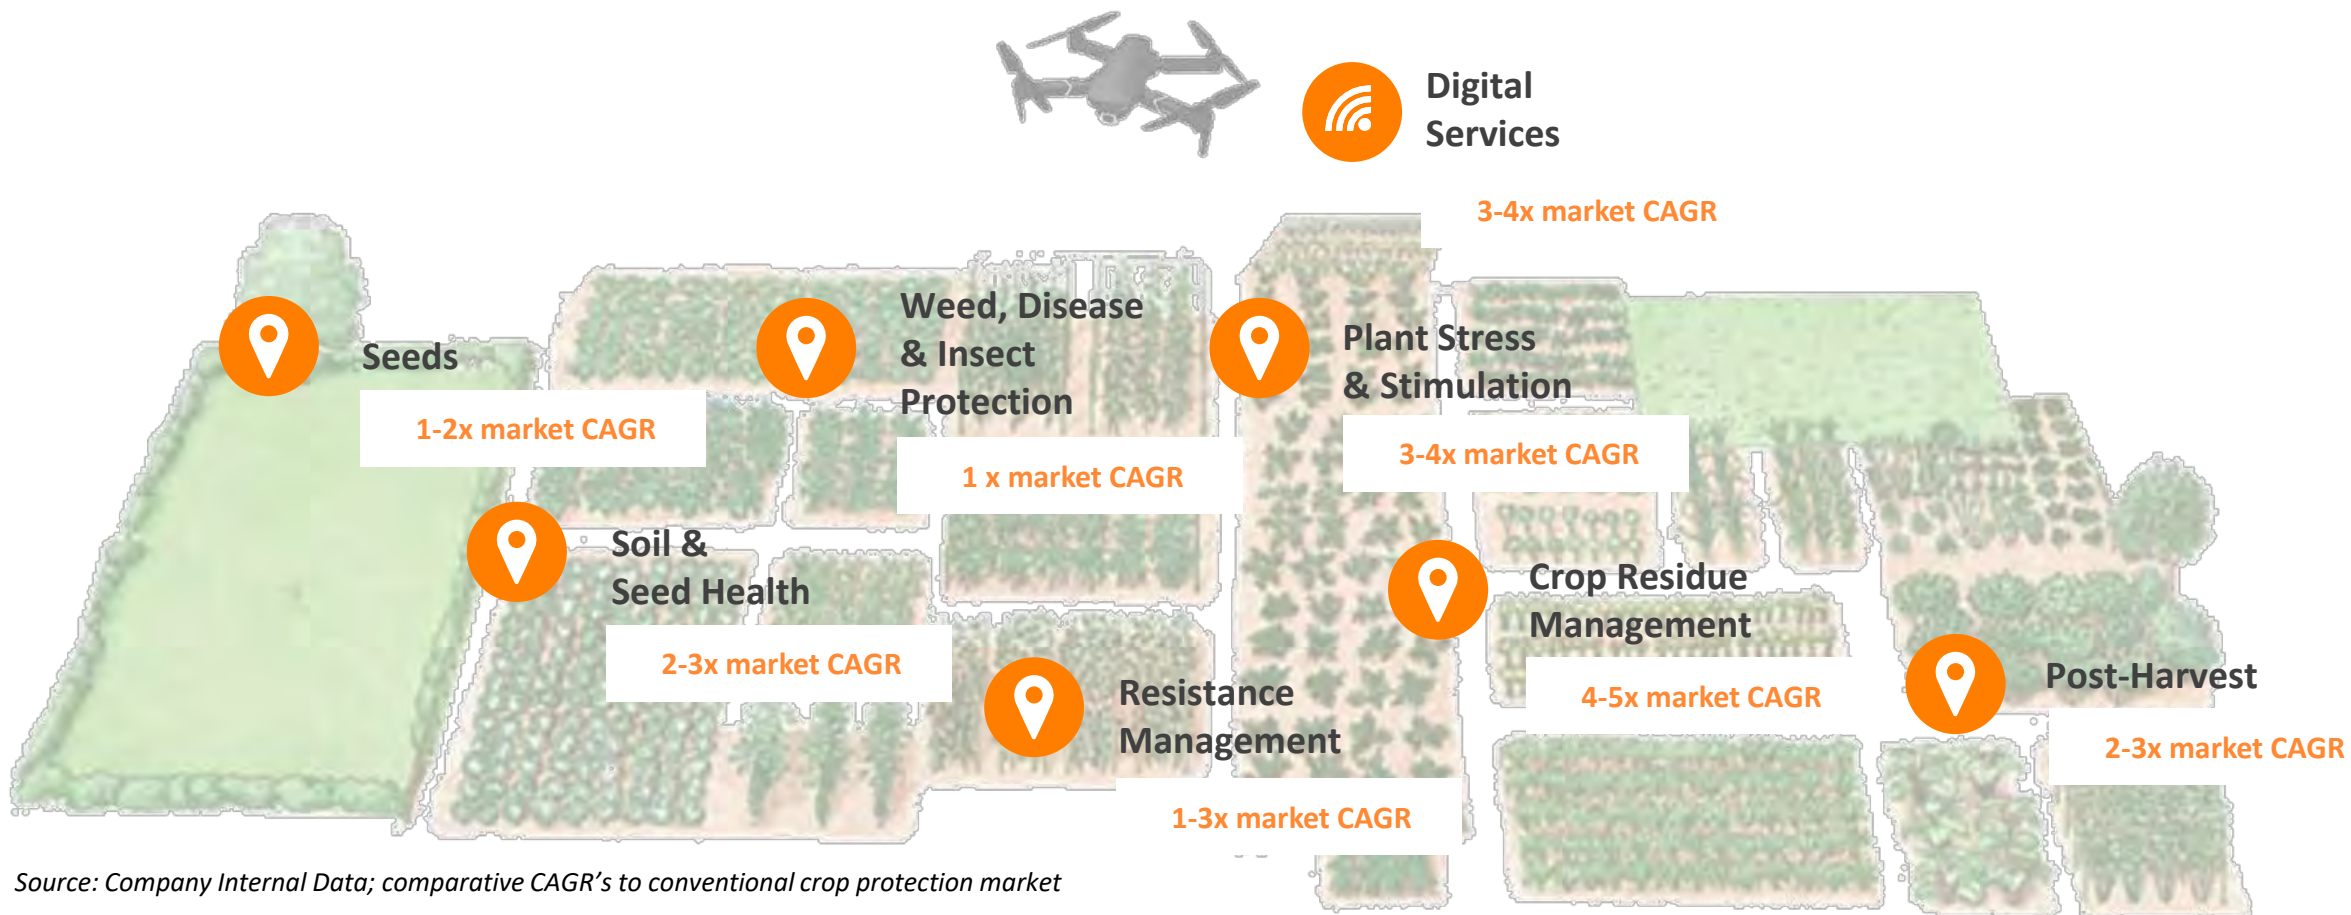 Digital
Services
3-4x market CAGR
Seeds
1-2x market CAGR
Weed, Disease
& Insect
Protection
1 x market CAGR
Plant Stress
& Stimulation
3-4x market CAGR
Soil &
Seed Health
2-3x market CAGR
Resistance
Management
1-3x market CAGR
Crop Residue
Management
4-5x market CAGR
Post-Harvest
2-3x market CAGR
Source: Company Internal Data; comparative CAGR's to conventional crop protection market